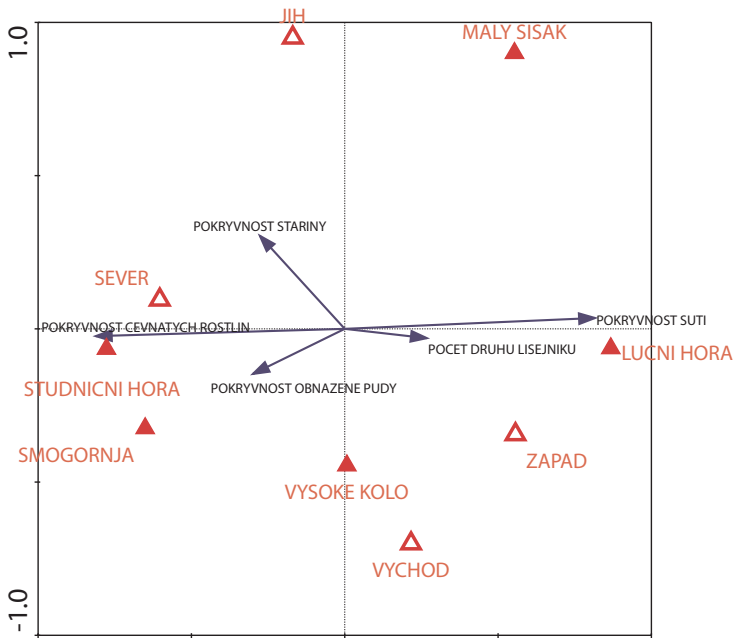 JIH
1.0
MALY SISAK
POKRYVNOST STARINY
SEVER
POKRYVNOST CEVNATYCH ROSTLIN
POKRYVNOST SUTI
POCET DRUHU LISEJNIKU
LUCNI HORA
STUDNICNI HORA
POKRYVNOST OBNAZENE PUDY
SMOGORNJA
ZAPAD
VYSOKE KOLO
VYCHOD
-1.0